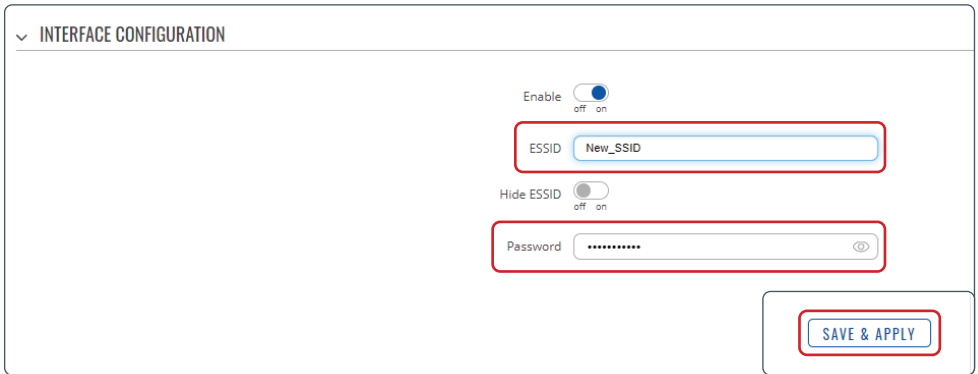 INTERFACE CONFIGURATION
Enable
off on
ESSID New_SSID
Hide ESSID
off on
Password •••••••••••
SAVE & APPLY